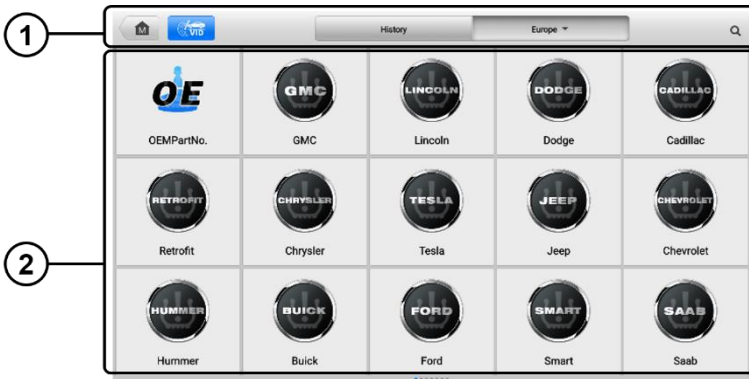 1
M
VID
History
Europe
OE
GMC
LINCOLN
DODGE
CADILLAC
OEMPartNo.
GMC
Lincoln
Dodge
Cadillac
RETROFIT
CHRYSLER
TESLA
JEEP
CHEVROLET
Retrofit
Chrysler
Tesla
Jeep
Chevrolet
2
HUMMER
BUICK
FORD
SMART
SAAB
Hummer
Buick
Ford
Smart
Saab